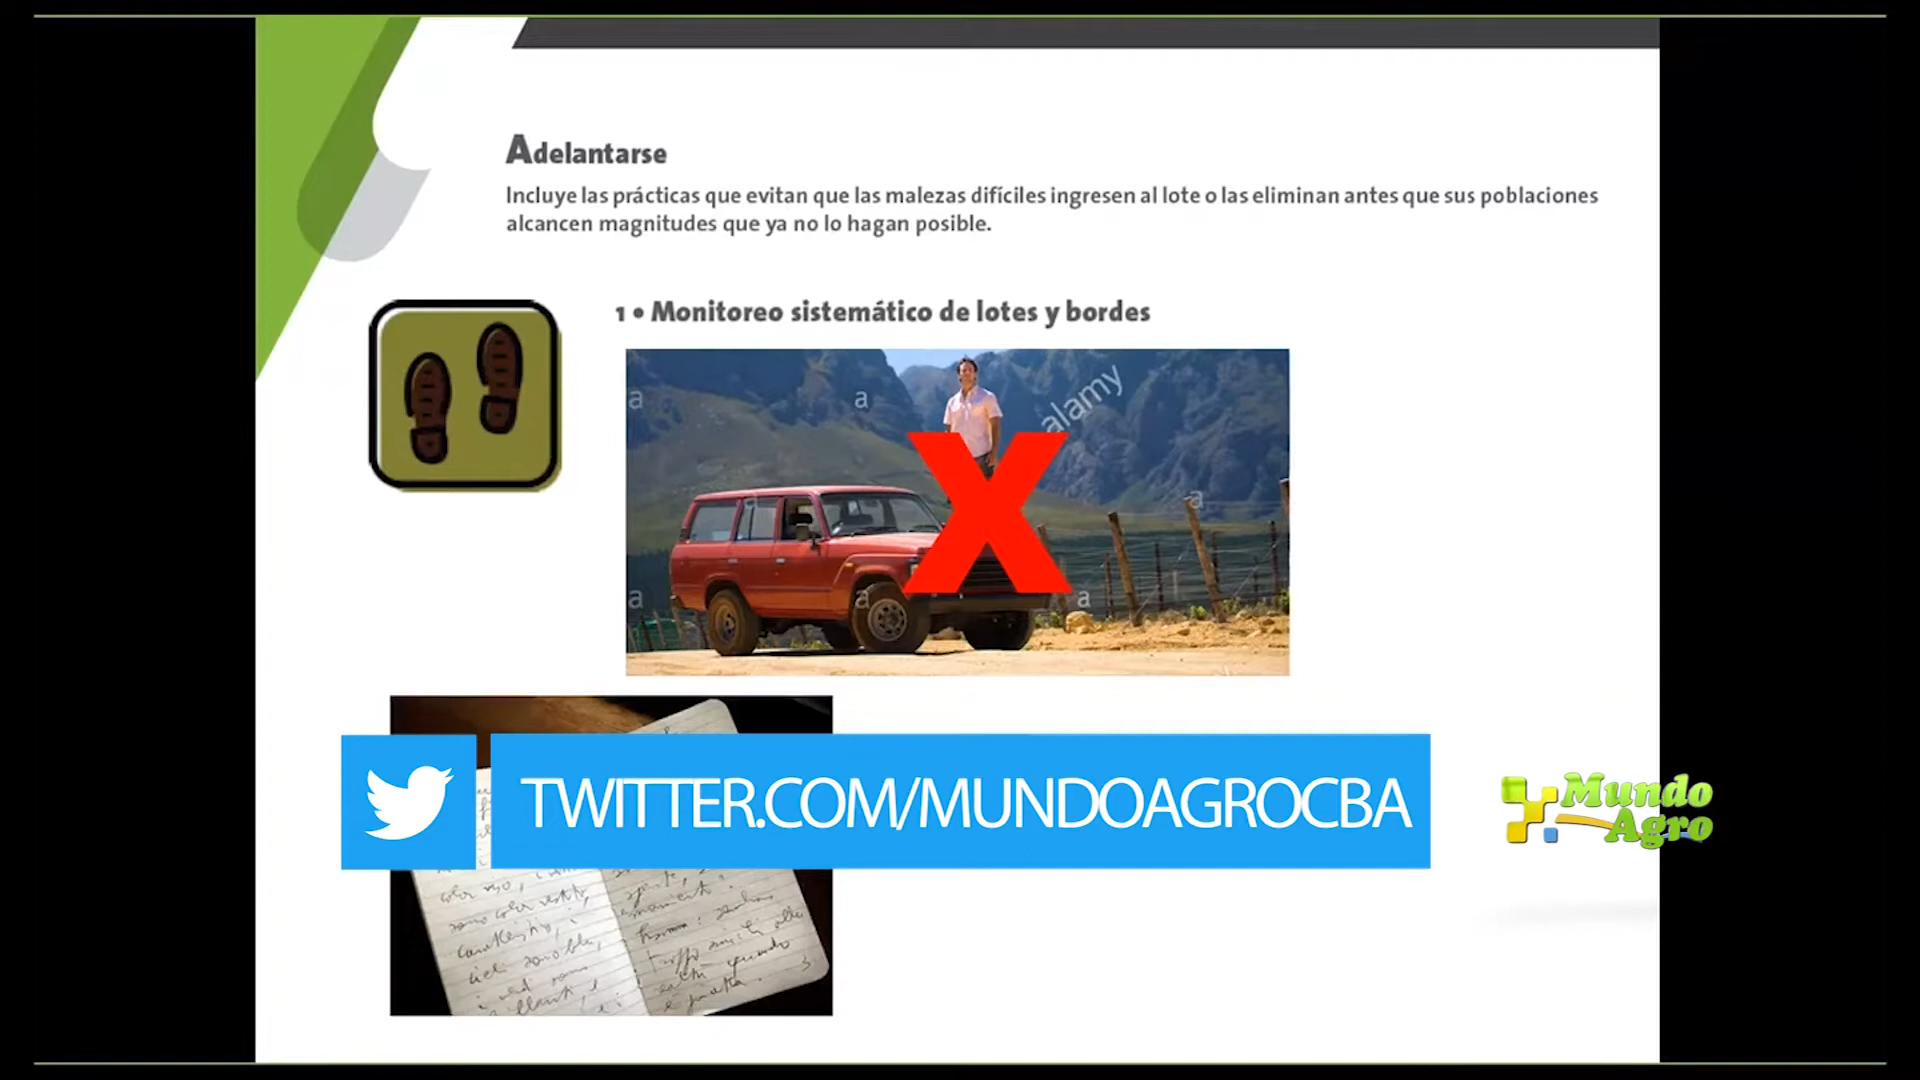 Adelantarse
Incluye las prácticas que evitan que las malezas difíciles ingresen al lote o las eliminan antes que sus poblaciones
alcancen magnitudes que ya no lo hagan posible.
1 • Monitoreo sistemático de lotes y bordes
a
a
alamy
a
a
a
a
a
X
TWITTER.COM/MUNDOAGROCBA
Mundo
Agro